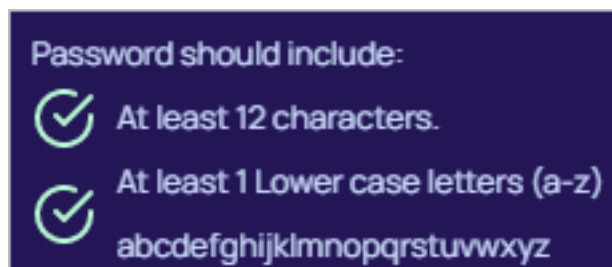 Password should include:
At least 12 characters.
At least 1 Lower case letters (a-z)
abcdefghijklmnopqrstuvwxyz